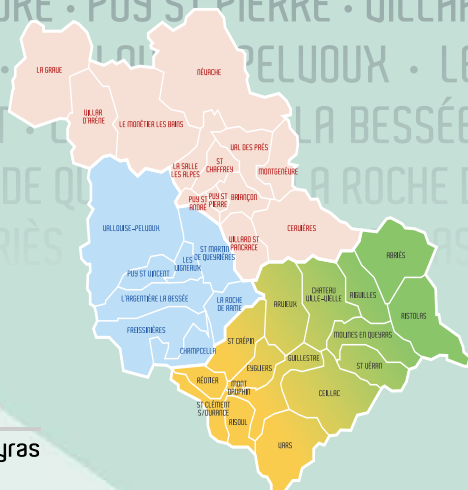 PUY ST PIERRE •
PELVOUX •
LA BESSÉE
LA ROCHE
LA GRAVE
NÉVACHE
VILLAR
D'ARÈNE
LE MONÊTIER LES BAINS
VAL DES PRÈS
LA SALLE
LES ALPES
ST
CHAFFREY
MONTGENÈVRE
PUY ST
ANDRÉ
PUY ST
PIERRE
BRIANÇON
CERVIÈRES
VILLARD ST
PANCRACE
VALLOUISE-PELVOUX
ST MARTIN
DE QUEYRIÈRES
LES
VIGNEAUX
PUY ST VINCENT
L'ARGENTIÈRE LA BESSÉE
LA ROCHE
DE RAME
FREISSINIÈRES
CHAMPCELLA
ABRIÈS
CHATEAU
VILLE-VIELLE
AIGUILLES
ARVIEUX
RISTOLAS
MOLINES EN QUEYRAS
ST CRÉPIN
GUILLESTRE
EYGLIERS
ST VÉRAN
RÉOTIER
MONT
DAUPHIN
CEILLAC
ST CLÉMENT
S/DURANCE
RISOUL
VARS
yras